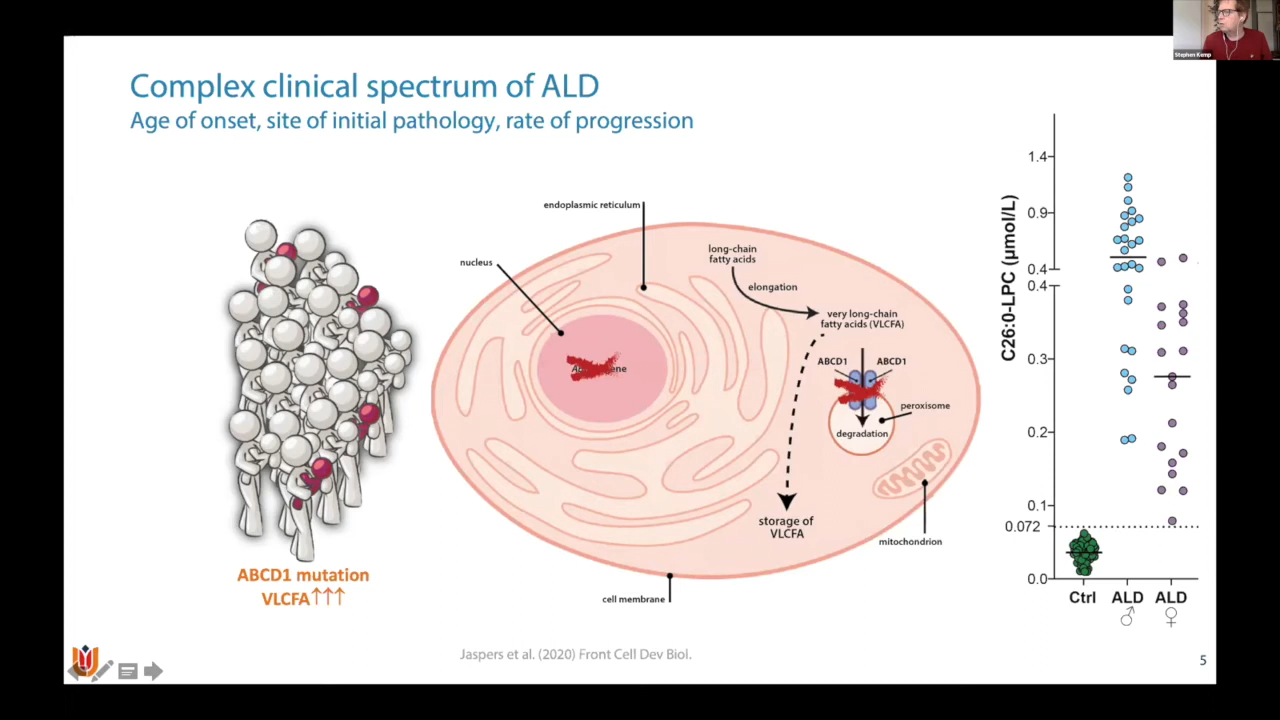 Stephen Kemp
Complex clinical spectrum of ALD
Age of onset, site of initial pathology, rate of progression
endoplasmic reticulum
nucleus
long-chain
fatty acids
elongation
very long-chain
fatty acids (VLCFA)
ABCD1
ABCD1
peroxisome
degradation
storage of
VLCFA
mitochondrion
cell membrane
ABCD1 mutation
VLCFA↑↑↑
C26:0-LPC (µmol/L)
1.4
0.9
0.4
0.4
0.3
0.2
0.1
0.072
0.0
Ctrl
ALD
♂
ALD
♀
Jaspers et al. (2020) Front Cell Dev Biol.
5